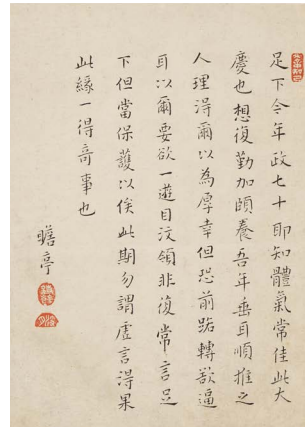 足下今年政七十耶知體氣常佳此大
慶也想復勤加頤養吾年垂耳順推之
人理得爾以為厚幸但恐前路轉欲逼
耳以爾要欲一遊目汶領非復常言足
下但當保護以俟此期勿謂虛言得果
此緣一得奇事也
曙亭